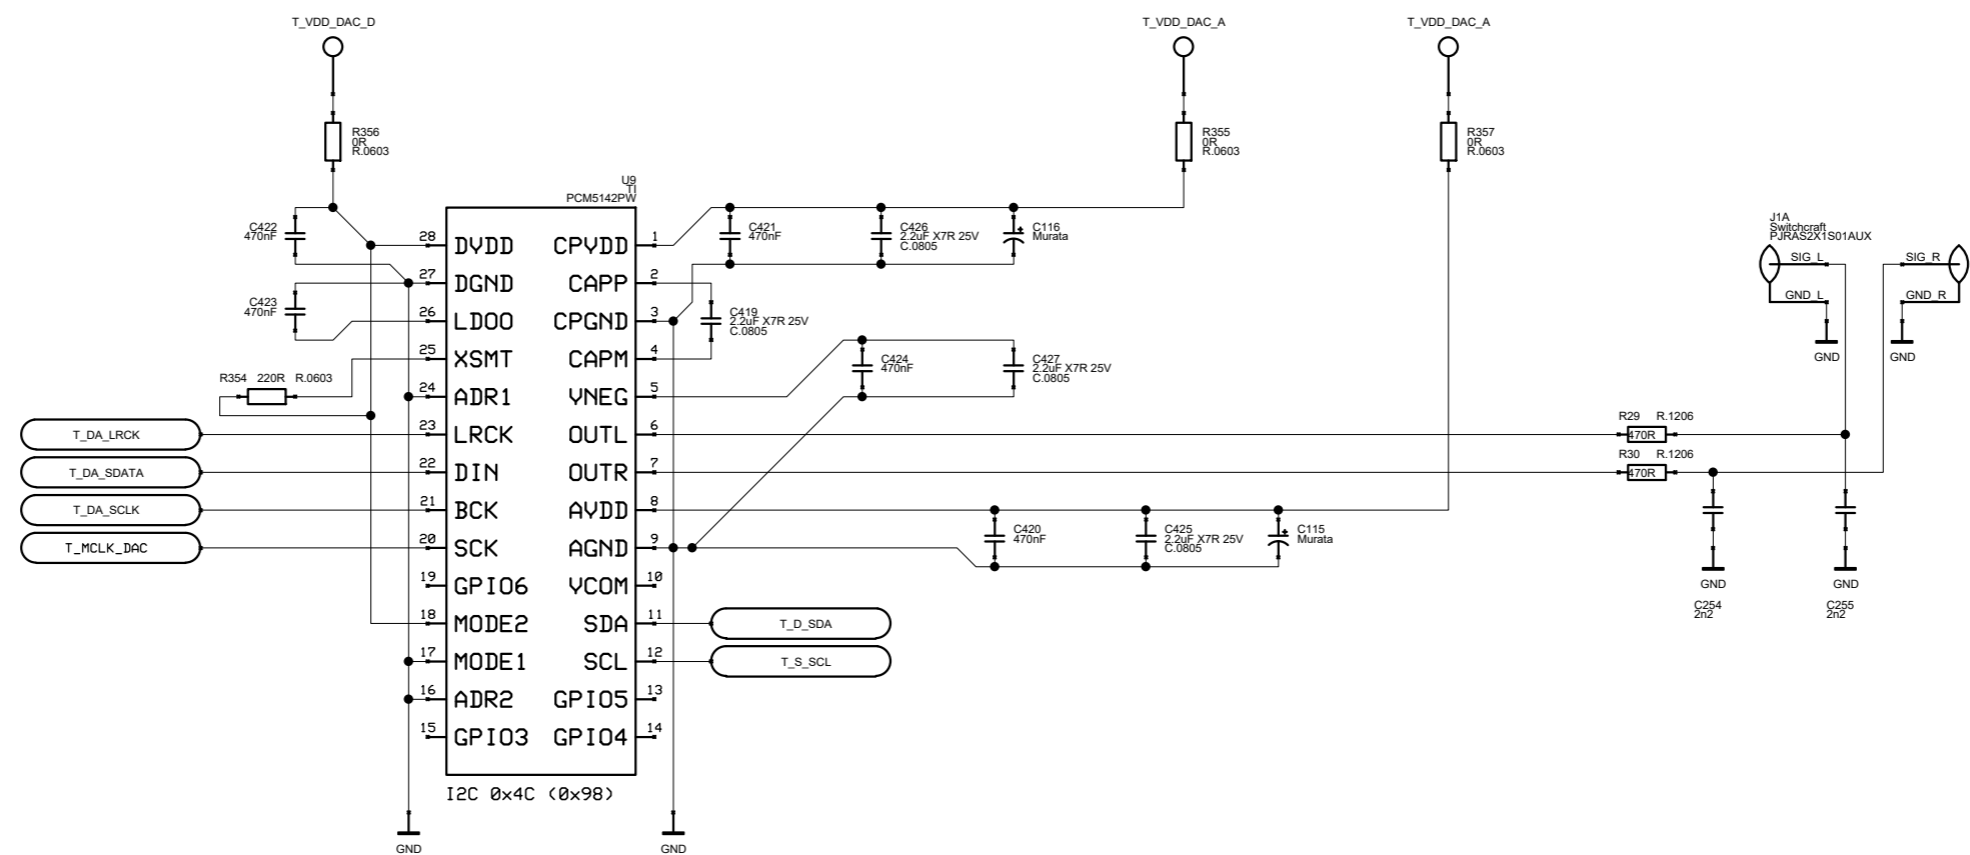 T_VDD_DAC_D
T_VDD_DAC_A
T_VDD_DAC_A
R356
0R
R.0603
R355
0R
R.0603
R357
0R
R.0603
U9
TI
PCM5142PW
C422
470nF
C423
470nF
C421
470nF
C426
2.2uF X7R 25V
C.0805
C116
Murata
J1A
Switchcraft
PJRAS2X1S01AUX
SIG_L
GND_L
SIG_R
GND_R
GND
GND
28 DVDD CPVDD 1
27 DGND CAPP 2
26 LDOO CPGND 3
25 XSMT CAPM 4
24 ADR1 VNEG 5
23 LRCK OUTL 6
22 DIN OUTR 7
21 BCK AVDD 8
20 SCK AGND 9
19 GPIO6 VCOM 10
18 MODE2 SDA 11
17 MODE1 SCL 12
16 ADR2 GPIO5 13
15 GPIO3 GPIO4 14
C419
2.2uF X7R 25V
C.0805
C424
470nF
C427
2.2uF X7R 25V
C.0805
R354 220R R.0603
T_DA_LRCK
T_DA_SDATA
T_DA_SCLK
T_MCLK_DAC
R29 R.1206
470R
R30 R.1206
470R
C420
470nF
C425
2.2uF X7R 25V
C.0805
C115
Murata
GND
C254
2n2
GND
C255
2n2
T_D_SDA
T_S_SCL
I2C 0x4C (0x98)
GND
GND